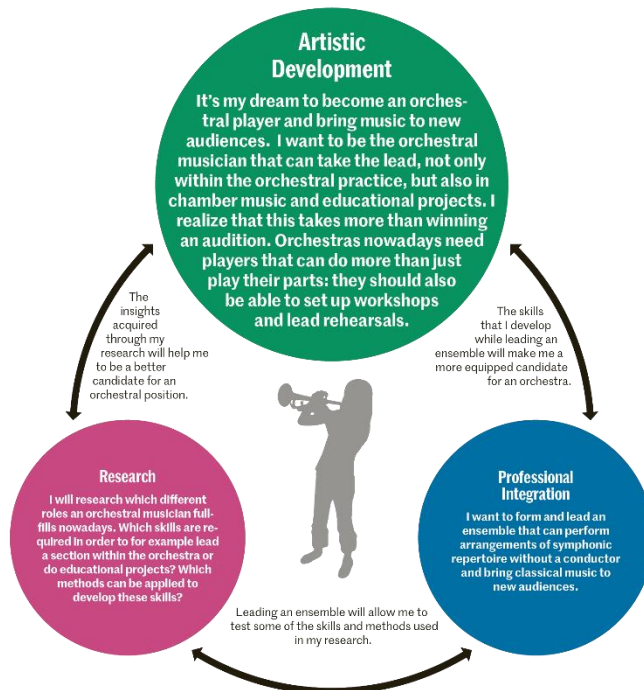 Artistic
Development
It's my dream to become an orches-
tral player and bring music to new
audiences. I want to be the orchestral
musician that can take the lead, not only
within the orchestral practice, but also in
chamber music and educational projects. I
realize that this takes more than winning
an audition. Orchestras nowadays need
players that can do more than just
play their parts: they should also
be able to set up workshops
and lead rehearsals.
The
insights
acquired
through my
research will help me
to be a better
candidate for an
orchestral position.
The skills
that I develop
while leading an
ensemble will make me a
more equipped candidate
for an orchestra.
Research
I will research which different
roles an orchestral musician full-
fills nowadays. Which skills are re-
quired in order to for example lead
a section within the orchestra or
do educational projects? Which
methods can be applied to
develop these skills?
Professional
Integration
I want to form and lead an
ensemble that can perform
arrangements of symphonic
repertoire without a conductor
and bring classical music to
new audiences.
Leading an ensemble will allow me to
test some of the skills and methods used
in my research.